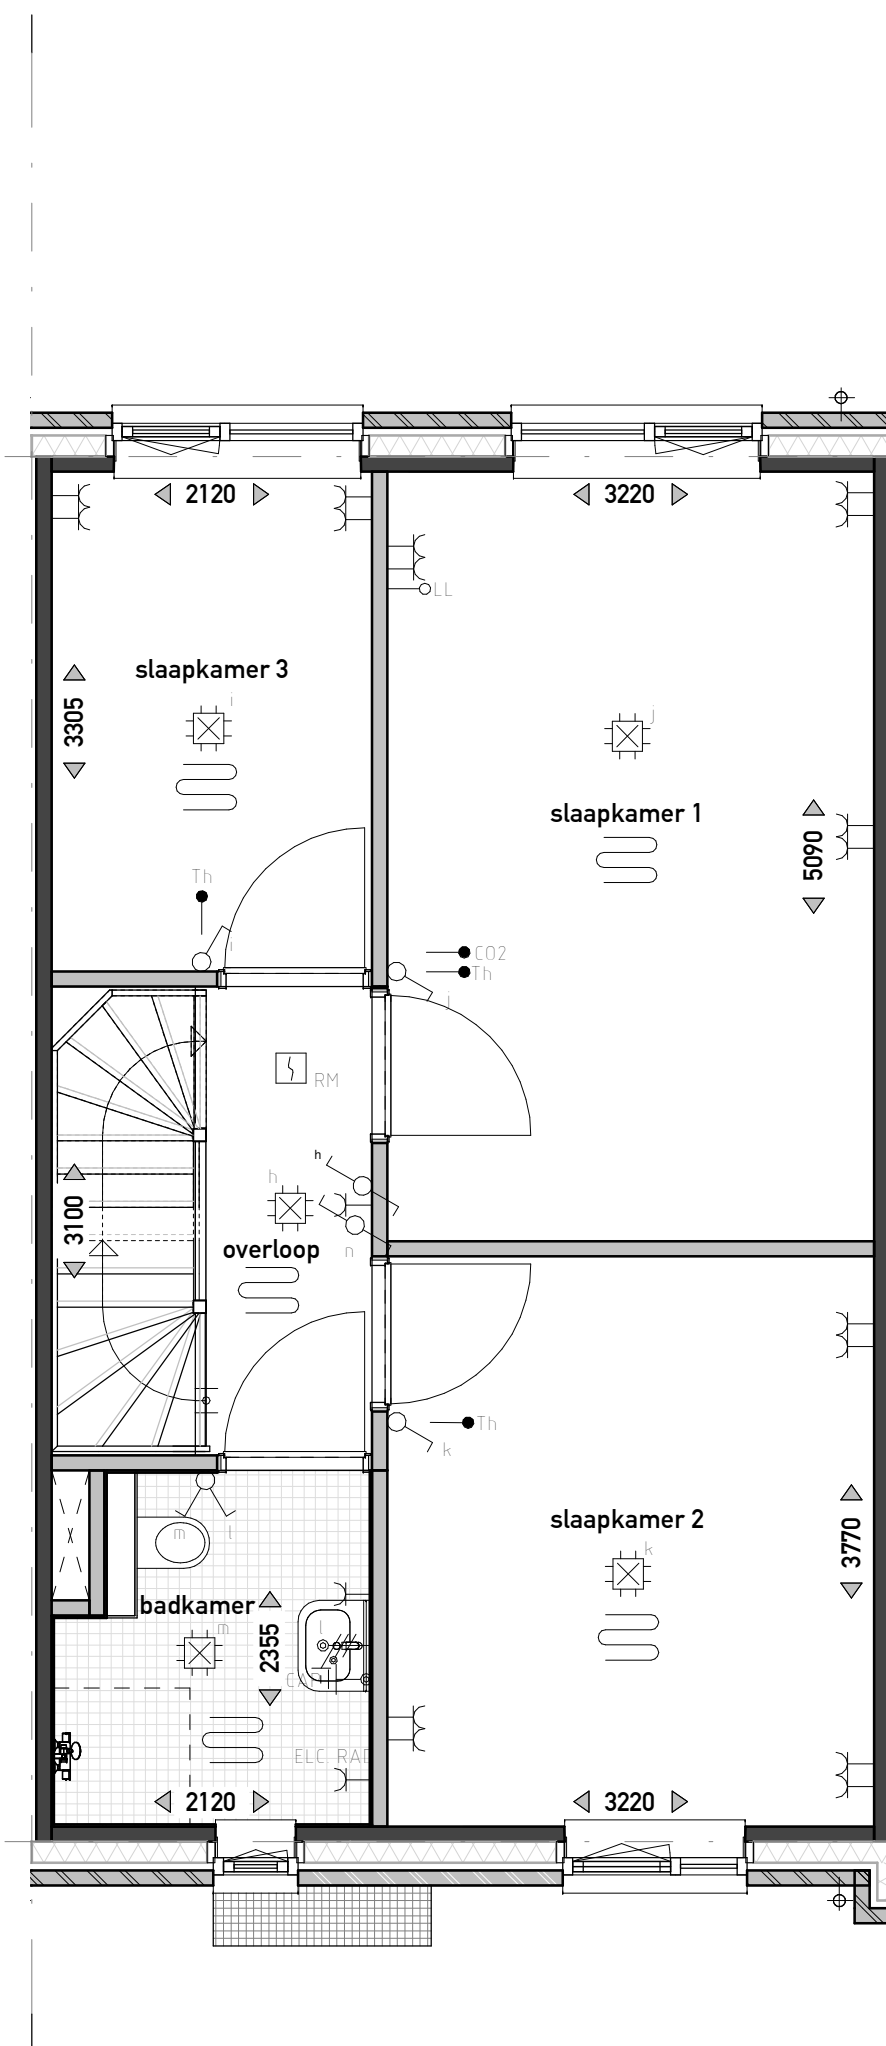 2120
3220
LL
slaapkamer 3
i
3305
j
slaapkamer 1
5090
Th
i
CO2
Th
j
RM
h
h
3100
n
overloop
Th
k
slaapkamer 2
m
l
k
3770
badkamer
m
2355
l
CAI
ELC RAD
2120
3220